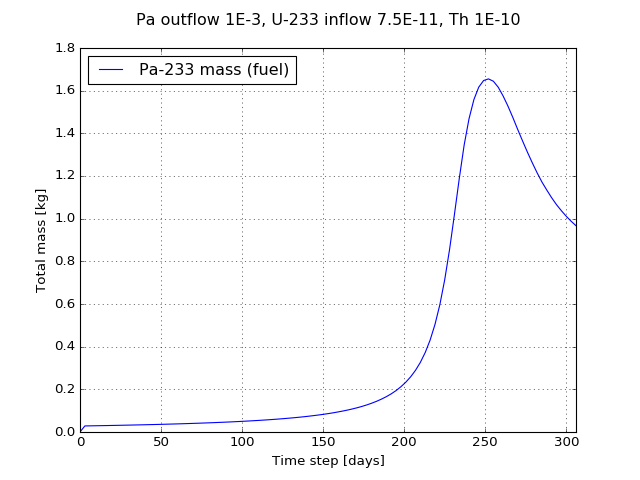 Pa outflow 1E-3, U-233 inflow 7.5E-11, Th 1E-10
Pa-233 mass (fuel)
Total mass [kg]
1.8
1.6
1.4
1.2
1.0
0.8
0.6
0.4
0.2
0.0
0 50 100 150 200 250 300
Time step [days]